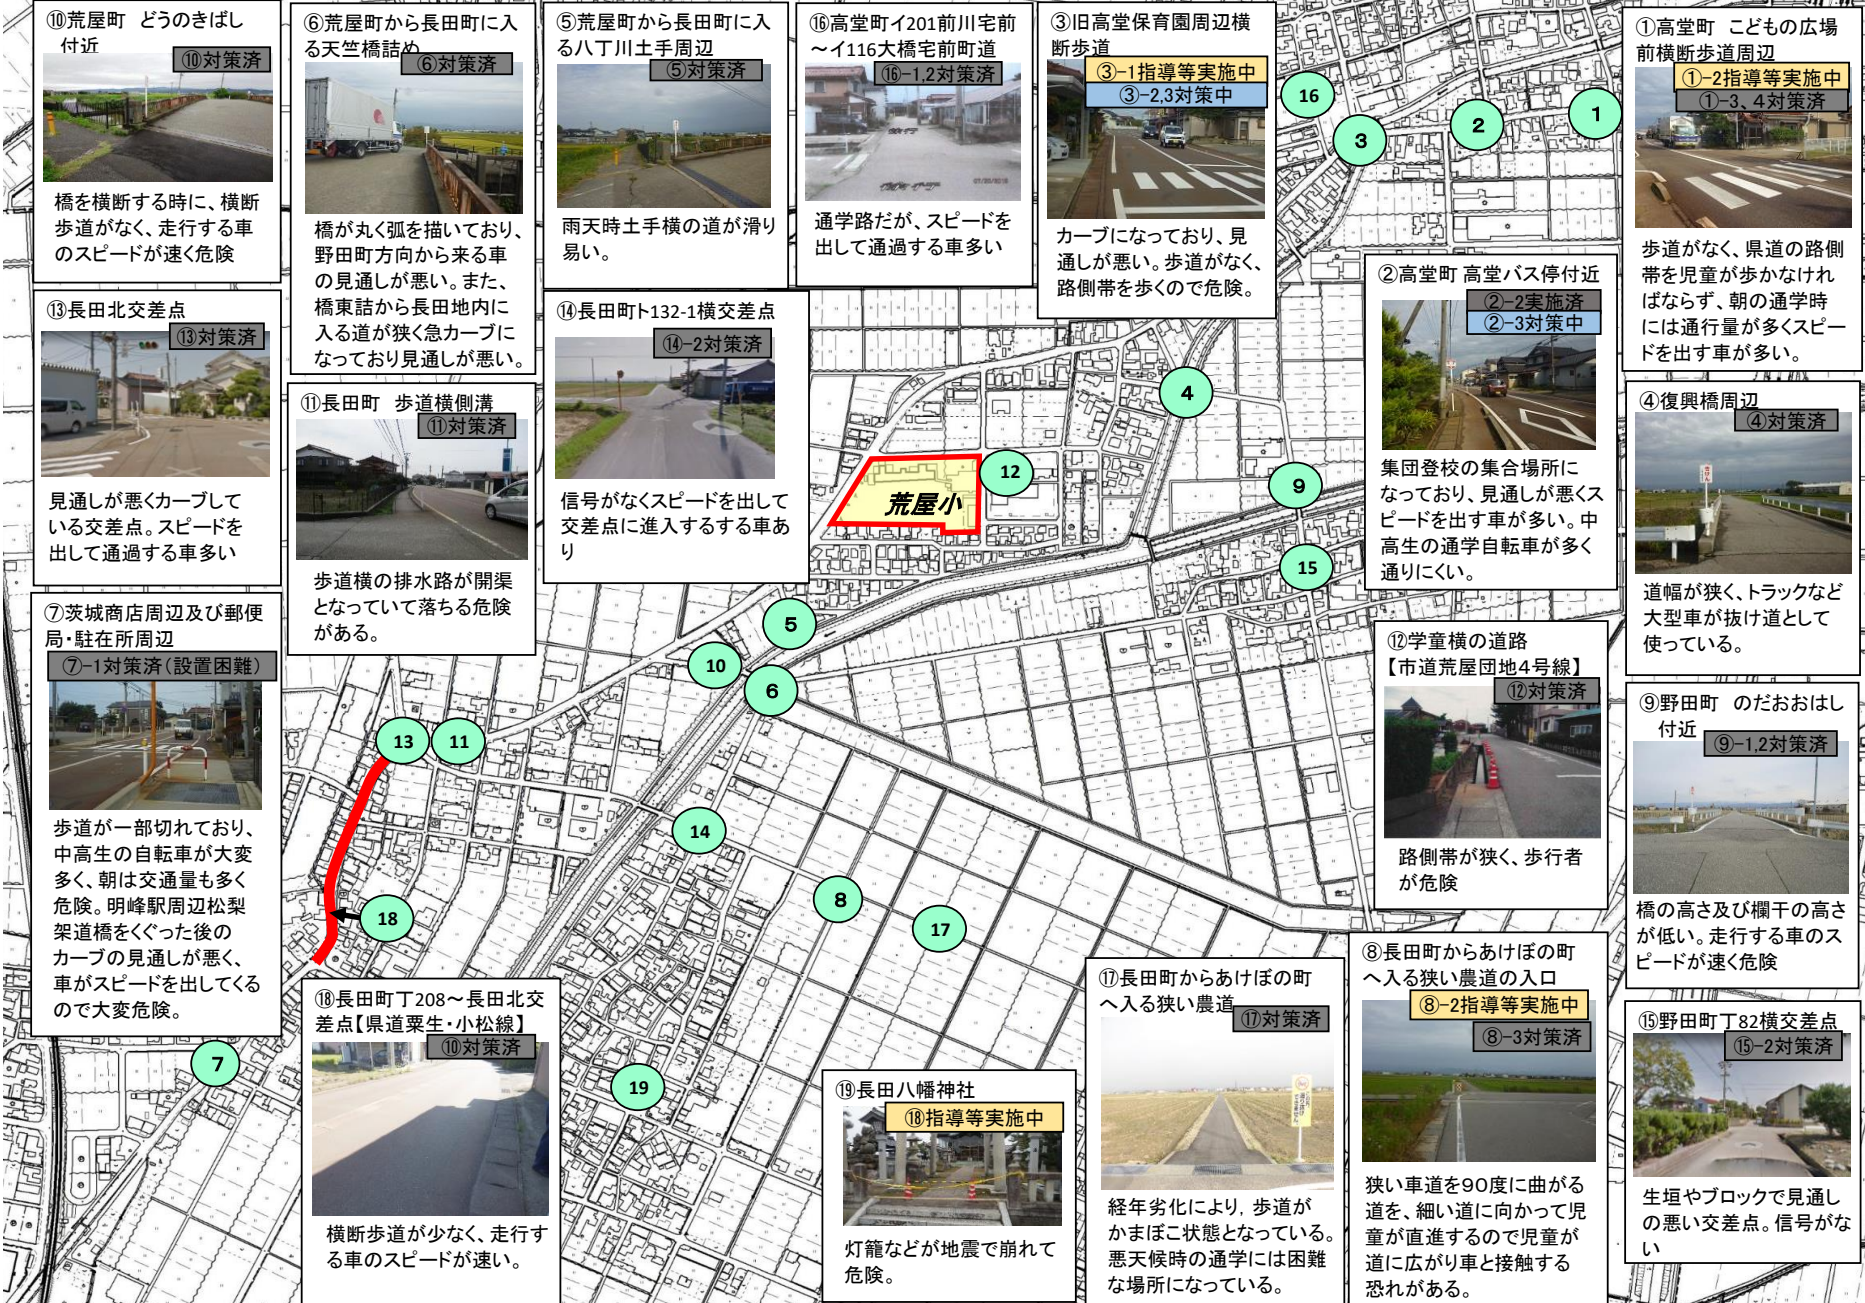 ⑩荒屋町　どうのきばし
付近
⑩対策済
橋を横断する時に、横断
歩道がなく、走行する車
のスピードが速く危険
⑥荒屋町から長田町に入
る天竺橋詰め
⑥対策済
橋が丸く弧を描いており、
野田町方向から来る車
の見通しが悪い。また、
橋東詰から長田地内に
入る道が狭く急カーブに
なっており見通しが悪い。
⑤荒屋町から長田町に入
る八丁川土手周辺
⑤対策済
雨天時土手横の道が滑り
易い。
⑯高堂町イ201前川宅前
～イ116大橋宅前町道
⑯-1,2対策済
通学路だが、スピードを
出して通過する車多い
③旧高堂保育園周辺横
断歩道
③-1指導等実施中
③-2,3対策中
カーブになっており、見
通しが悪い。歩道がなく、
路側帯を歩くので危険。
①高堂町　こどもの広場
前横断歩道周辺
①-2指導等実施中
①-3、4対策済
歩道がなく、県道の路側
帯を児童が歩かなけれ
ばならず、朝の通学時
には通行量が多くスピー
ドを出す車が多い。
②高堂町 高堂バス停付近
②-2実施済
②-3対策中
集団登校の集合場所に
なっており、見通しが悪くス
ピードを出す車が多い。中
高生の通学自転車が多く
通りにくい。
⑬長田北交差点
⑬対策済
見通しが悪くカーブして
いる交差点。スピードを
出して通過する車多い
⑪長田町　歩道横側溝
⑪対策済
歩道横の排水路が開渠
となっていて落ちる危険
がある。
⑭長田町ト132-1横交差点
⑭-2対策済
信号がなくスピードを出して
交差点に進入するする車あ
り
④復興橋周辺
④対策済
道幅が狭く、トラックなど
大型車が抜け道として
使っている。
⑦茨城商店周辺及び郵便
局・駐在所周辺
⑦-1対策済(設置困難)
歩道が一部切れており、
中高生の自転車が大変
多く、朝は交通量も多く
危険。明峰駅周辺松梨
架道橋をくぐった後の
カーブの見通しが悪く、
車がスピードを出してくる
ので大変危険。
⑫学童横の道路
【市道荒屋団地4号線】
⑫対策済
路側帯が狭く、歩行者
が危険
⑨野田町　のだおおはし
付近
⑨-1,2対策済
橋の高さ及び欄干の高さ
が低い。走行する車のス
ピードが速く危険
⑱長田町丁208～長田北交
差点【県道粟生・小松線】
⑩対策済
横断歩道が少なく、走行す
る車のスピードが速い。
⑲長田八幡神社
⑱指導等実施中
灯籠などが地震で崩れて
危険。
⑰長田町からあけぼの町
へ入る狭い農道
⑰対策済
経年劣化により，歩道が
かまぼこ状態となっている。
悪天候時の通学には困難
な場所になっている。
⑧長田町からあけぼの町
へ入る狭い農道の入口
⑧-2指導等実施中
⑧-3対策済
狭い車道を90度に曲がる
道を、細い道に向かって児
童が直進するので児童が
道に広がり車と接触する
恐れがある。
⑮野田町丁82横交差点
⑮-2対策済
生垣やブロックで見通し
の悪い交差点。信号がな
い
荒屋小
16
3
2
1
4
12
9
15
5
10
6
13
11
14
8
17
18
7
19